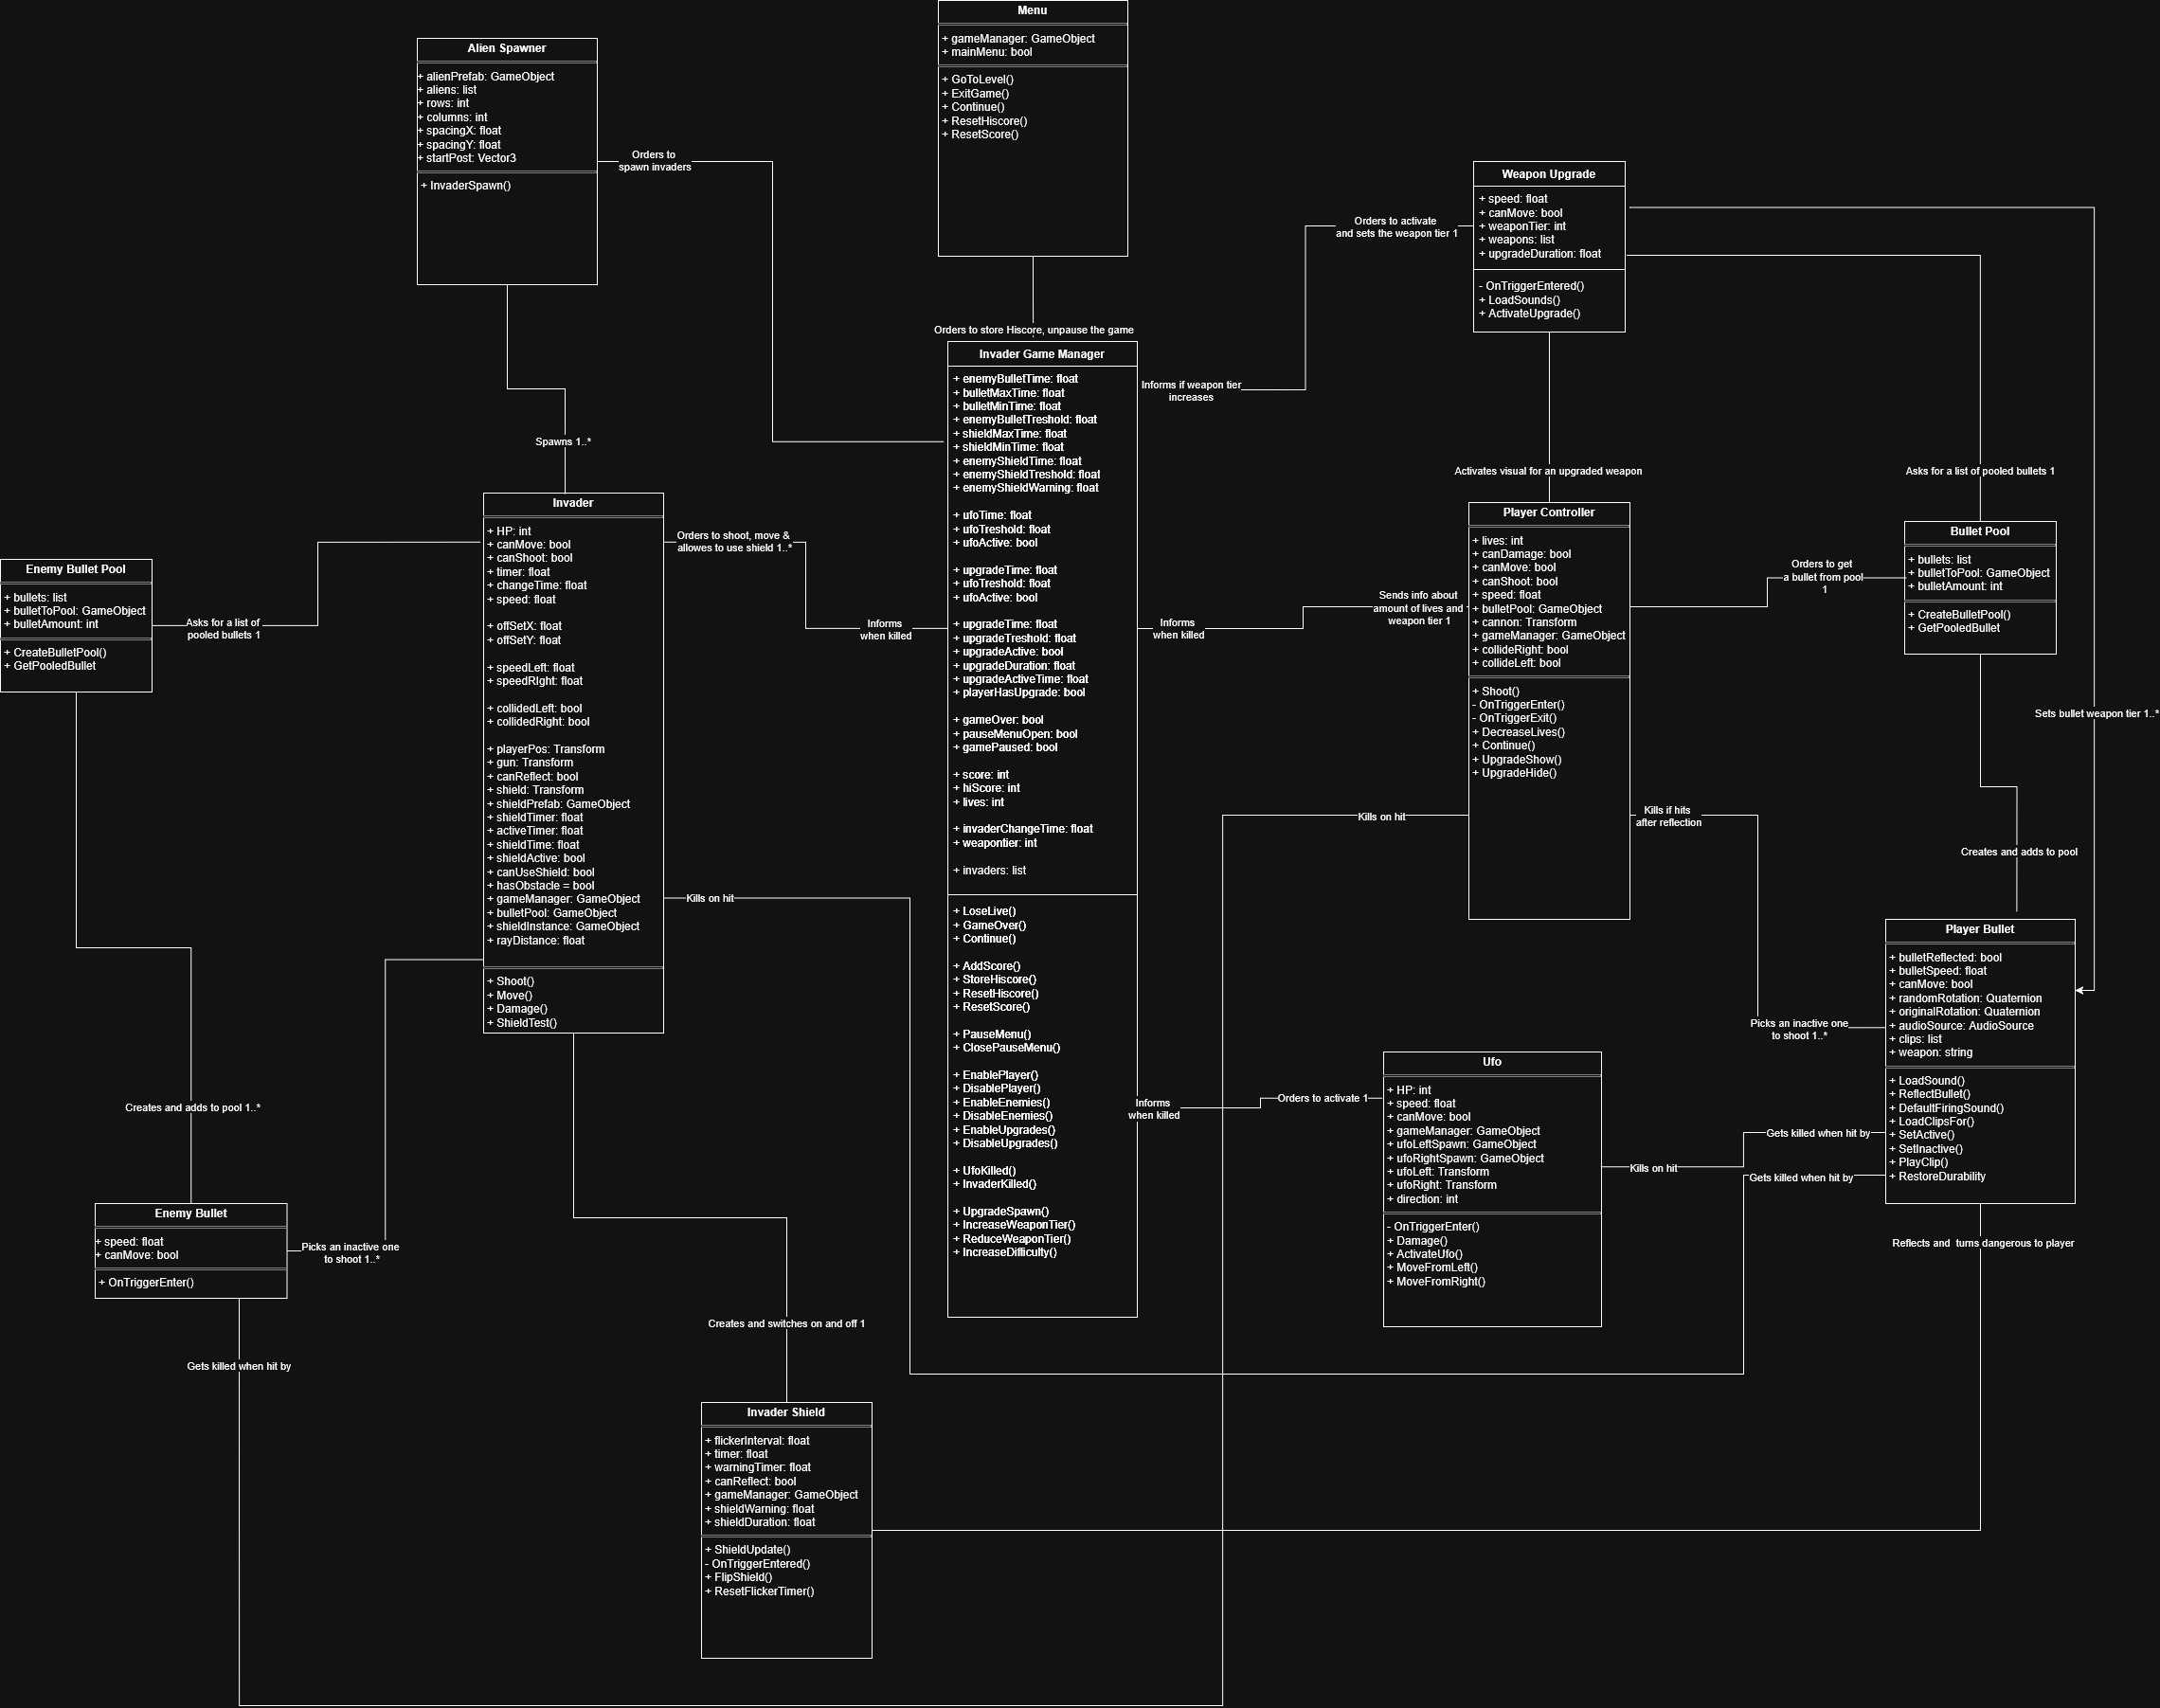 Menu
+ gameManager: GameObject
+ mainMenu: bool
+ GoToLevel()
+ ExitGame()
+ Continue()
+ ResetHiscore()
+ ResetScore()
Alien Spawner
+ alienPrefab: GameObject
+ aliens: list
+ rows: int
+ columns: int
+ spacingX: float
+ spacingY: float
+ startPost: Vector3
+ InvaderSpawn()
Orders to
spawn invaders
Weapon Upgrade
+ speed: float
+ canMove: bool
+ weaponTier: int
+ weapons: list
+ upgradeDuration: float
- OnTriggerEntered()
+ LoadSounds()
+ ActivateUpgrade()
Orders to activate
and sets the weapon tier 1
Orders to store Hiscore, unpause the game
Informs if weapon tier
increases
Spawns 1..*
Activates visual for an upgraded weapon
Asks for a list of pooled bullets 1
Invader Game Manager
+ enemyBulletTime: float
+ bulletMaxTime: float
+ bulletMinTime: float
+ enemyBulletTreshold: float
+ shieldMaxTime: float
+ shieldMinTime: float
+ enemyShieldTime: float
+ enemyShieldTreshold: float
+ enemyShieldWarning: float
+ ufoTime: float
+ ufoTreshold: float
+ ufoActive: bool
+ upgradeTime: float
+ ufoTreshold: float
+ ufoActive: bool
+ upgradeTime: float
+ upgradeTreshold: float
+ upgradeActive: bool
+ upgradeDuration: float
+ upgradeActiveTime: float
+ playerHasUpgrade: bool
+ gameOver: bool
+ pauseMenuOpen: bool
+ gamePaused: bool
+ score: int
+ hiScore: int
+ lives: int
+ invaderChangeTime: float
+ weapontier: int
+ invaders: list
+ LoseLive()
+ GameOver()
+ Continue()
+ AddScore()
+ StoreHiscore()
+ ResetHiscore()
+ ResetScore()
+ PauseMenu()
+ ClosePauseMenu()
+ EnablePlayer()
+ DisablePlayer()
+ EnableEnemies()
+ DisableEnemies()
+ EnableUpgrades()
+ DisableUpgrades()
+ UfoKilled()
+ InvaderKilled()
+ UpgradeSpawn()
+ IncreaseWeaponTier()
+ ReduceWeaponTier()
+ IncreaseDifficulty()
Invader
+ HP: int
+ canMove: bool
+ canShoot: bool
+ timer: float
+ changeTime: float
+ speed: float
+ offSetX: float
+ offSetY: float
+ speedLeft: float
+ speedRIght: float
+ collidedLeft: bool
+ collidedRight: bool
+ playerPos: Transform
+ gun: Transform
+ canReflect: bool
+ shield: Transform
+ shieldPrefab: GameObject
+ shieldTimer: float
+ activeTimer: float
+ shieldTime: float
+ shieldActive: bool
+ canUseShield: bool
+ hasObstacle = bool
+ gameManager: GameObject
+ bulletPool: GameObject
+ shieldInstance: GameObject
+ rayDistance: float
+ Shoot()
+ Move()
+ Damage()
+ ShieldTest()
Orders to shoot, move &
allowes to use shield 1..*
Informs
when killed
Informs
when killed
Sends info about
amount of lives and
weapon tier 1
Player Controller
+ lives: int
+ canDamage: bool
+ canMove: bool
+ canShoot: bool
+ speed: float
+ bulletPool: GameObject
+ cannon: Transform
+ gameManager: GameObject
+ collideRight: bool
+ collideLeft: bool
+ Shoot()
- OnTriggerEnter()
- OnTriggerExit()
+ DecreaseLives()
+ Continue()
+ UpgradeShow()
+ UpgradeHide()
Orders to get
a bullet from pool
1
Bullet Pool
+ bullets: list
+ bulletToPool: GameObject
+ bulletAmount: int
+ CreateBulletPool()
+ GetPooledBullet
Enemy Bullet Pool
+ bullets: list
+ bulletToPool: GameObject
+ bulletAmount: int
+ CreateBulletPool()
+ GetPooledBullet
Asks for a list of
pooled bullets 1
Sets bullet weapon tier 1..*
Kills on hit
Kills if hits
after reflection
Creates and adds to pool
Kills on hit
Player Bullet
+ bulletReflected: bool
+ bulletSpeed: float
+ canMove: bool
+ randomRotation: Quaternion
+ originalRotation: Quaternion
+ audioSource: AudioSource
+ clips: list
+ weapon: string
+ LoadSound()
+ ReflectBullet()
+ DefaultFiringSound()
+ LoadClipsFor()
+ SetActive()
+ SetInactive()
+ PlayClip()
+ RestoreDurability
Picks an inactive one
to shoot 1..*
Ufo
+ HP: int
+ speed: float
+ canMove: bool
+ gameManager: GameObject
+ ufoLeftSpawn: GameObject
+ ufoRightSpawn: GameObject
+ ufoLeft: Transform
+ ufoRight: Transform
+ direction: int
- OnTriggerEnter()
+ Damage()
+ ActivateUfo()
+ MoveFromLeft()
+ MoveFromRight()
Informs
when killed
Orders to activate 1
Creates and adds to pool 1..*
Gets killed when hit by
Kills on hit
Gets killed when hit by
Enemy Bullet
+ speed: float
+ canMove: bool
+ OnTriggerEnter()
Picks an inactive one
to shoot 1..*
Reflects and turns dangerous to player
Creates and switches on and off 1
Gets killed when hit by
Invader Shield
+ flickerInterval: float
+ timer: float
+ warningTimer: float
+ canReflect: bool
+ gameManager: GameObject
+ shieldWarning: float
+ shieldDuration: float
+ ShieldUpdate()
- OnTriggerEntered()
+ FlipShield()
+ ResetFlickerTimer()